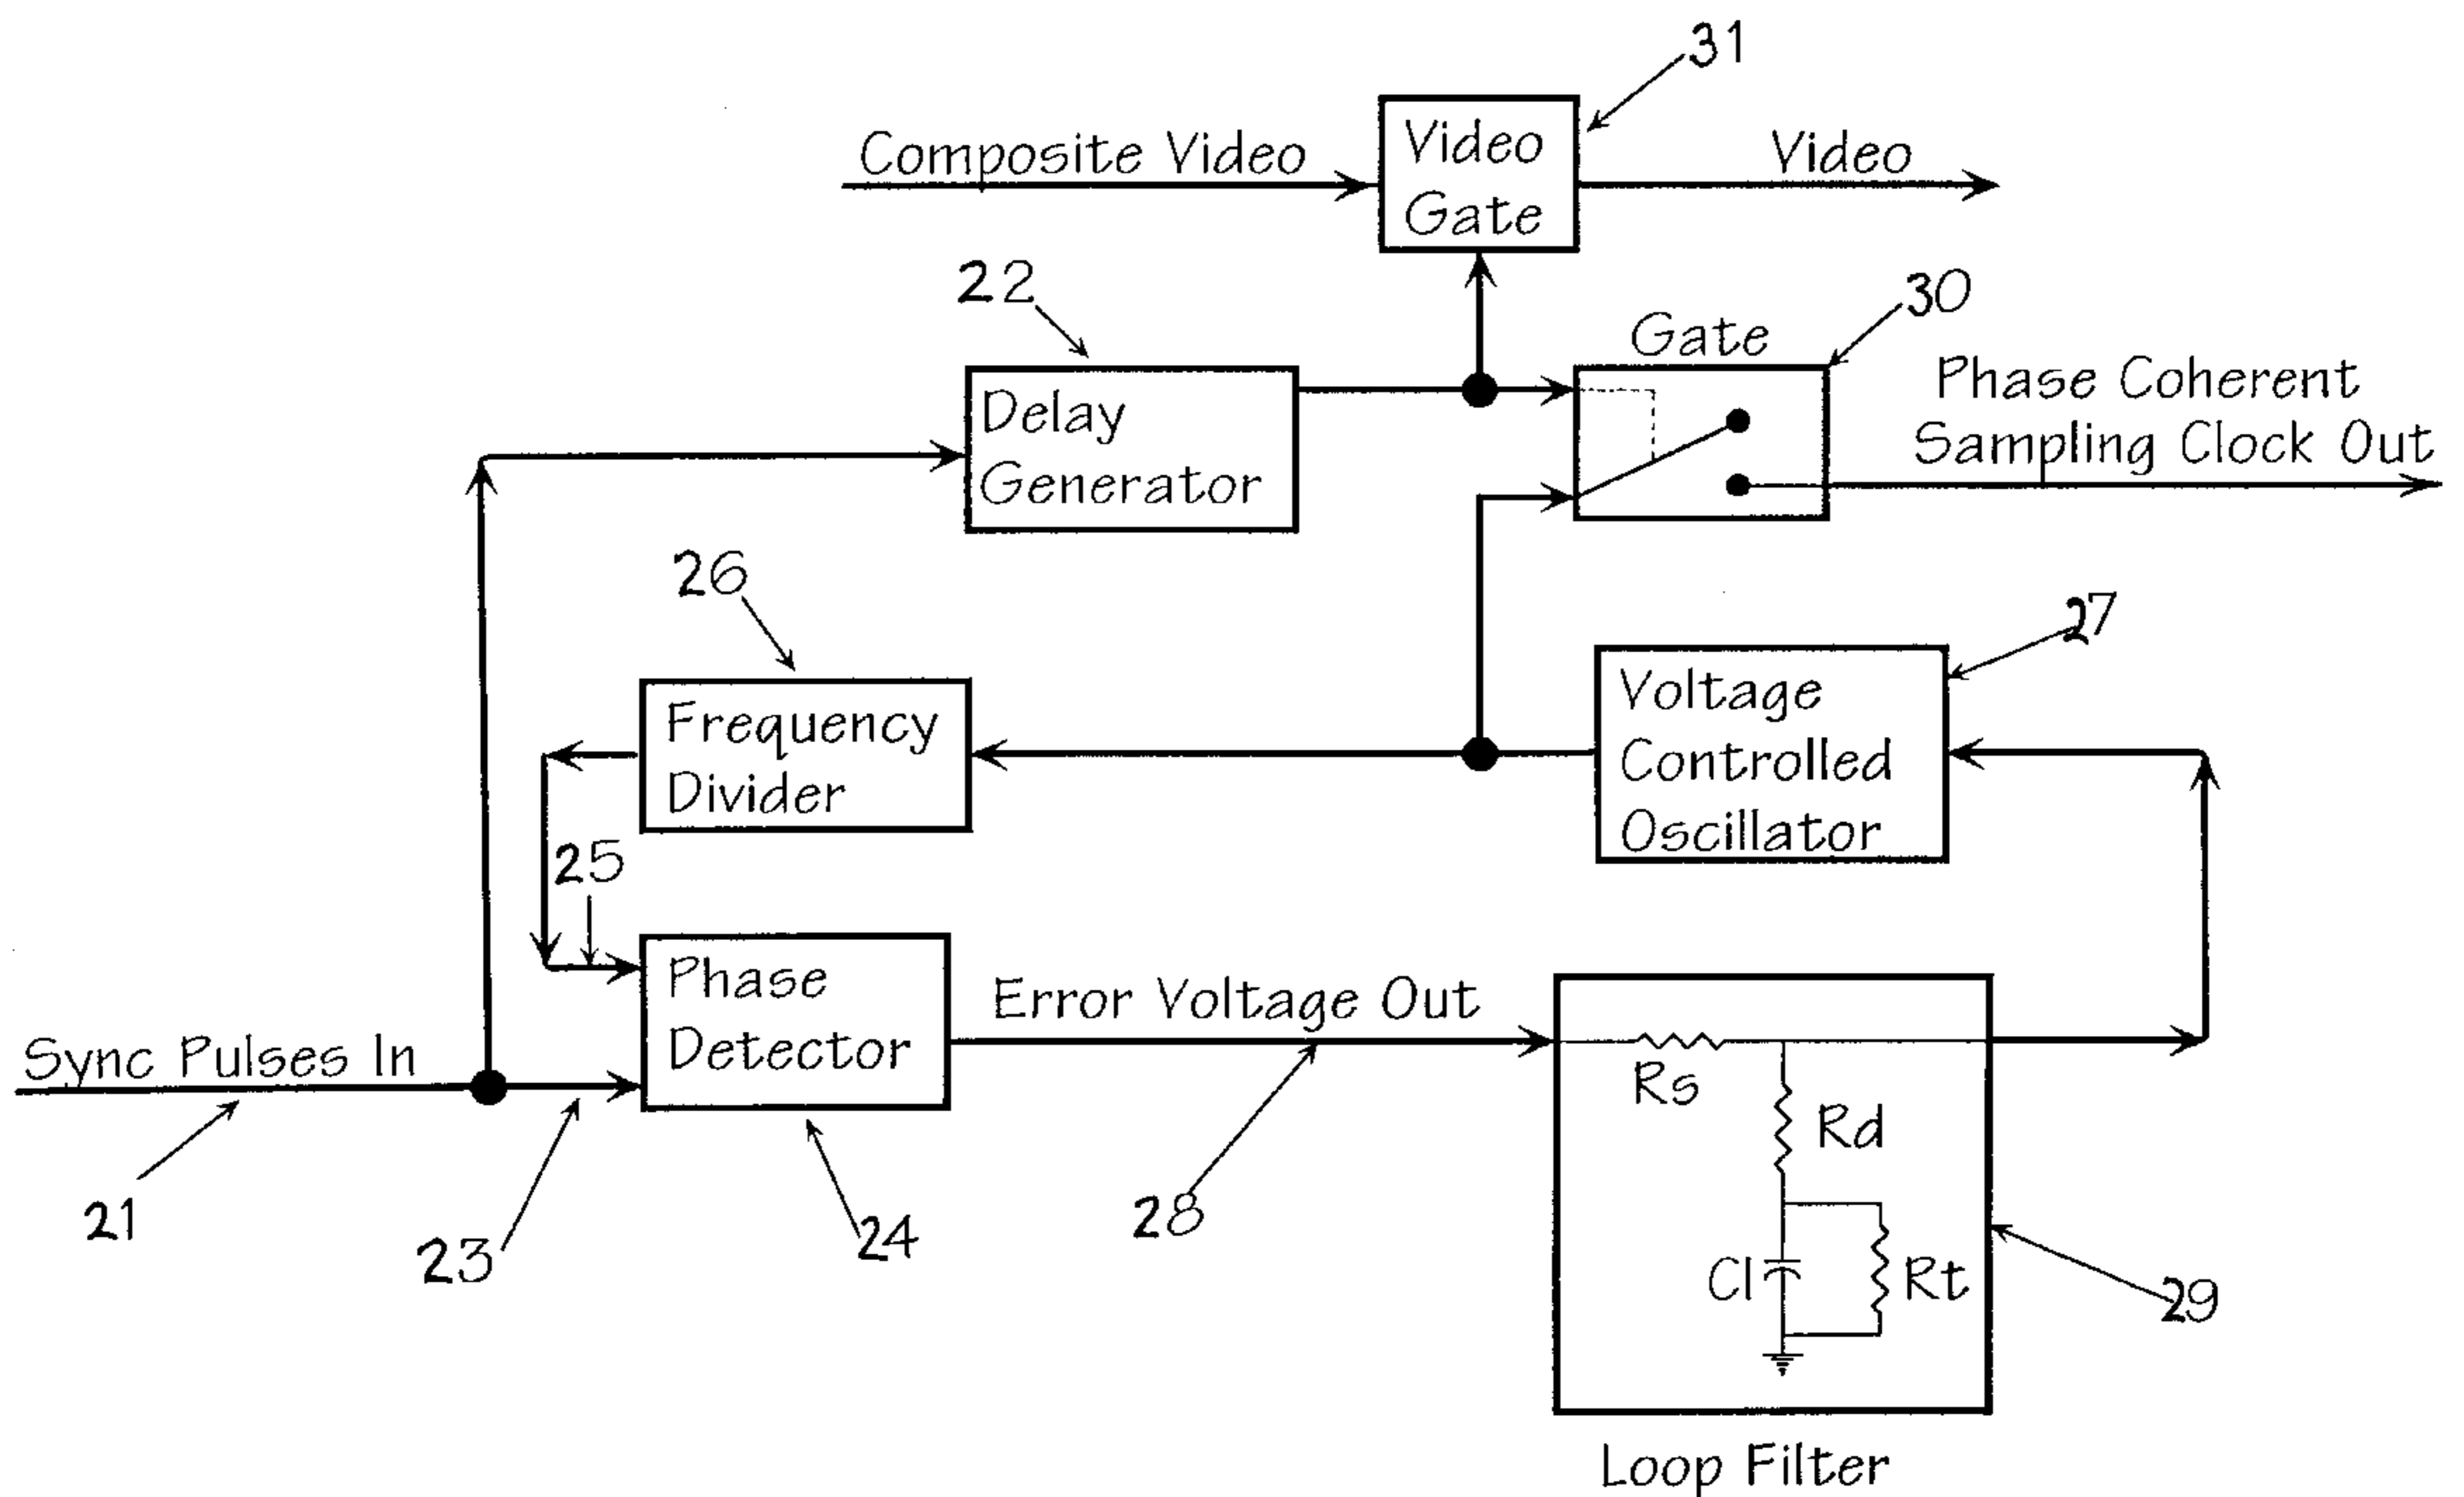 31
Composite Video
Video
Gate
Video
22
30
Gate
Delay
Generator
Phase Coherent
Sampling Clock Out
26
27
Frequency
Divider
Voltage
Controlled
Oscillator
25
Phase
Detector
Error Voltage Out
Sync Pulses In
Rs
Rd
21
23
24
28
Cl
Rt
29
Loop Filter